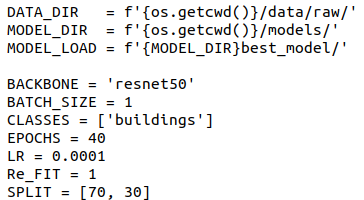 DATA_DIR   = f'{os.getcwd()}/data/raw/'
MODEL_DIR  = f'{os.getcwd()}/models/'
MODEL_LOAD = f'{MODEL_DIR}best_model/'

BACKBONE = 'resnet50'
BATCH_SIZE = 1
CLASSES = ['buildings']
EPOCHS = 40
LR = 0.0001
Re_FIT = 1
SPLIT = [70, 30]